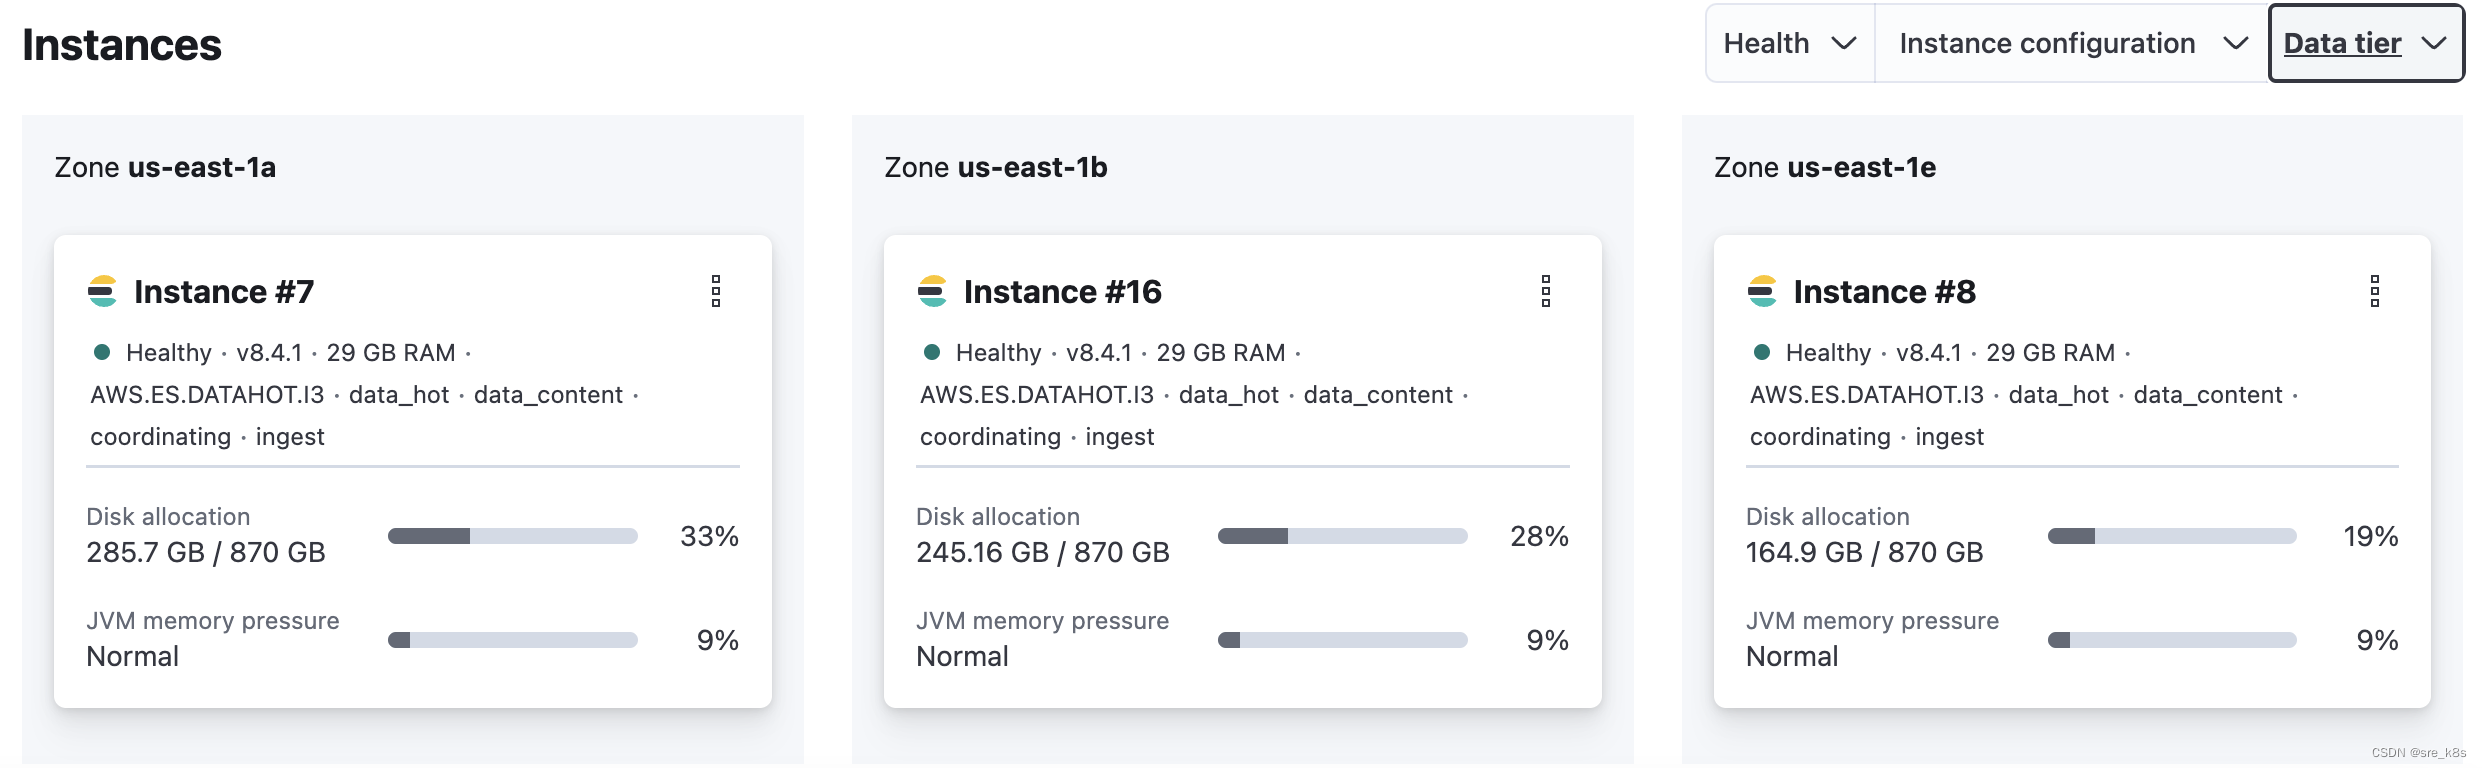 Instances
Health
Instance configuration
Data tier
Zone us-east-1a
Instance #7
Healthy · v8.4.1 · 29 GB RAM ·
AWS.ES.DATAHOT.I3 · data_hot · data_content ·
coordinating · ingest
Disk allocation
285.7 GB / 870 GB
33%
JVM memory pressure
Normal
9%
Zone us-east-1b
Instance #16
Healthy · v8.4.1 · 29 GB RAM ·
AWS.ES.DATAHOT.I3 · data_hot · data_content ·
coordinating · ingest
Disk allocation
245.16 GB / 870 GB
28%
JVM memory pressure
Normal
9%
Zone us-east-1e
Instance #8
Healthy · v8.4.1 · 29 GB RAM ·
AWS.ES.DATAHOT.I3 · data_hot · data_content ·
coordinating · ingest
Disk allocation
164.9 GB / 870 GB
19%
JVM memory pressure
Normal
9%
CSDN @sre_k8s